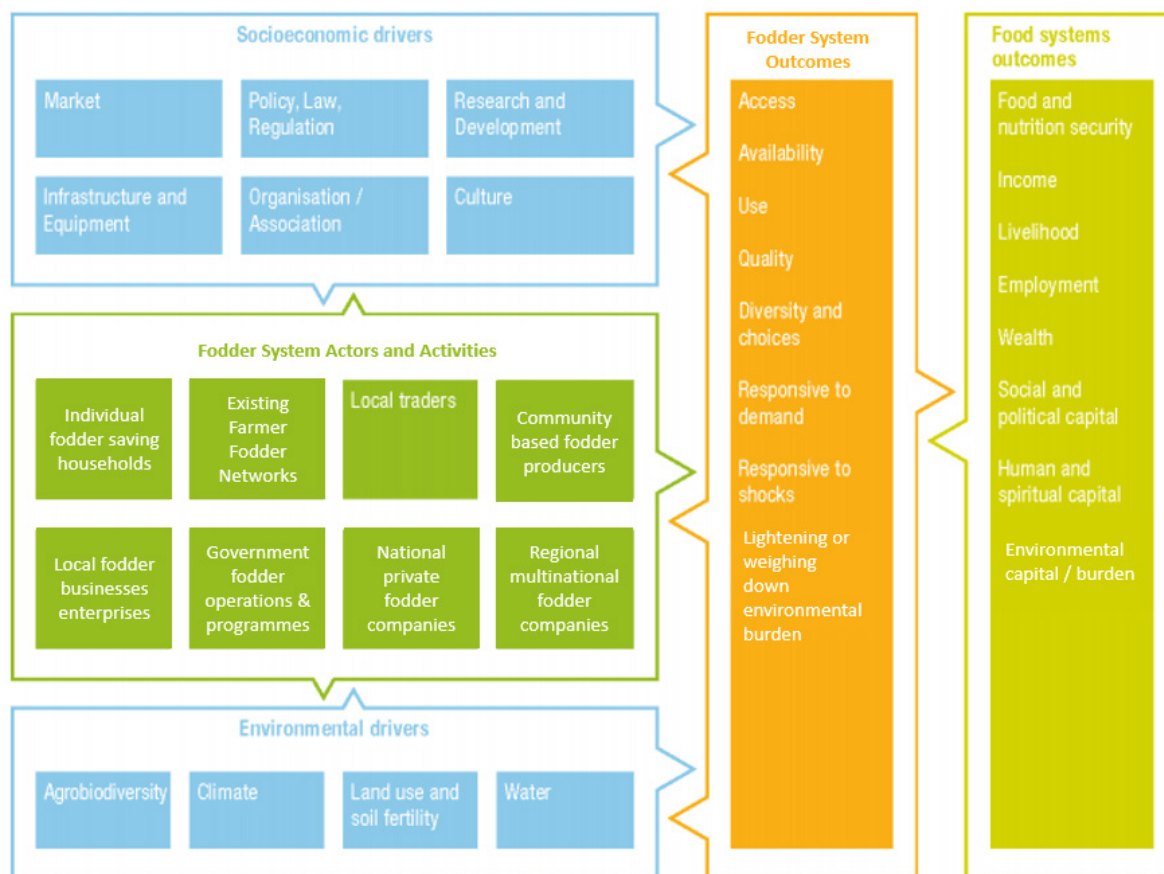 Socioeconomic drivers
Market
Policy, Law,
Regulation
Research and
Development
Infrastructure and
Equipment
Organisation /
Association
Culture
Fodder System Actors and Activities
Individual
fodder saving
households
Existing
Farmer
Fodder
Networks
Local traders
Community
based fodder
producers
Local fodder
businesses
enterprises
Government
fodder
operations &
programmes
National
private
fodder
companies
Regional
multinational
fodder
companies
Environmental drivers
Agrobiodiversity
Climate
Land use and
soil fertility
Water
Fodder System
Outcomes
Access
Availability
Use
Quality
Diversity and
choices
Responsive to
demand
Responsive to
shocks
Lightening or
weighing
down
environmental
burden
Food systems
outcomes
Food and
nutrition security
Income
Livelihood
Employment
Wealth
Social and
political capital
Human and
spiritual capital
Environmental
capital / burden